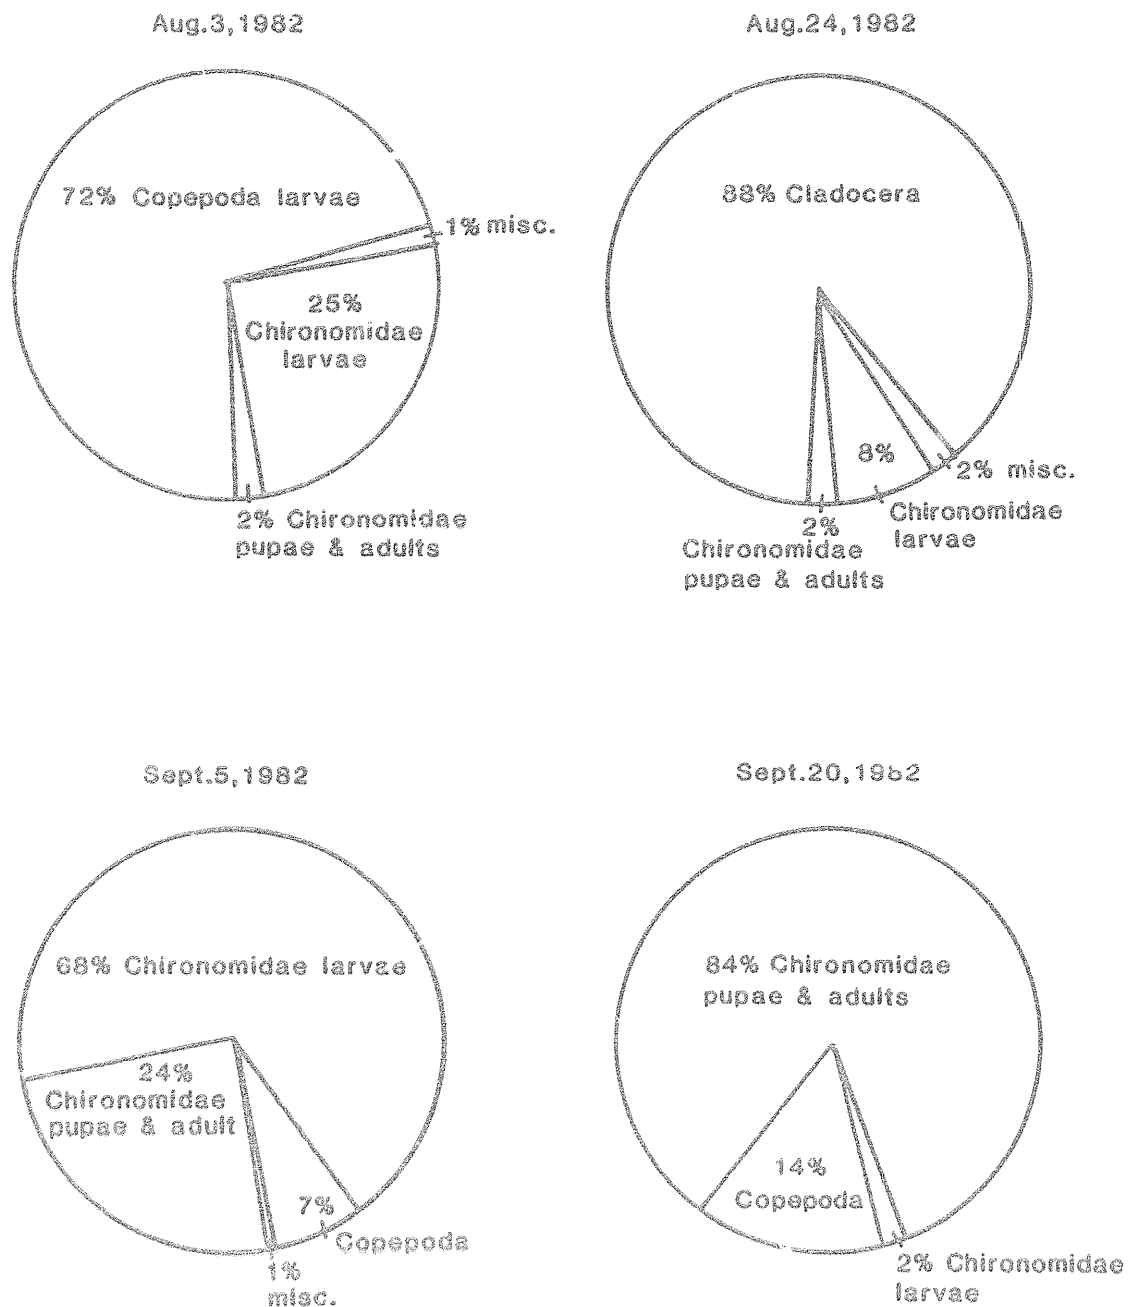 Aug.3,1982
72% Copepoda larvae
1% misc.
25%
Chironomidae
larvae
2% Chironomidae
pupae & adults
Aug.24,1982
88% Cladocera
8%
2% misc.
Chironomidae
larvae
2%
Chironomidae
pupae & adults
Sept.5,1982
68% Chironomidae larvae
24%
Chironomidae
pupae & adult
7%
Copepoda
1%
misc.
Sept.20,1982
84% Chironomidae
pupae & adults
14%
Copepoda
2% Chironomidae
larvae